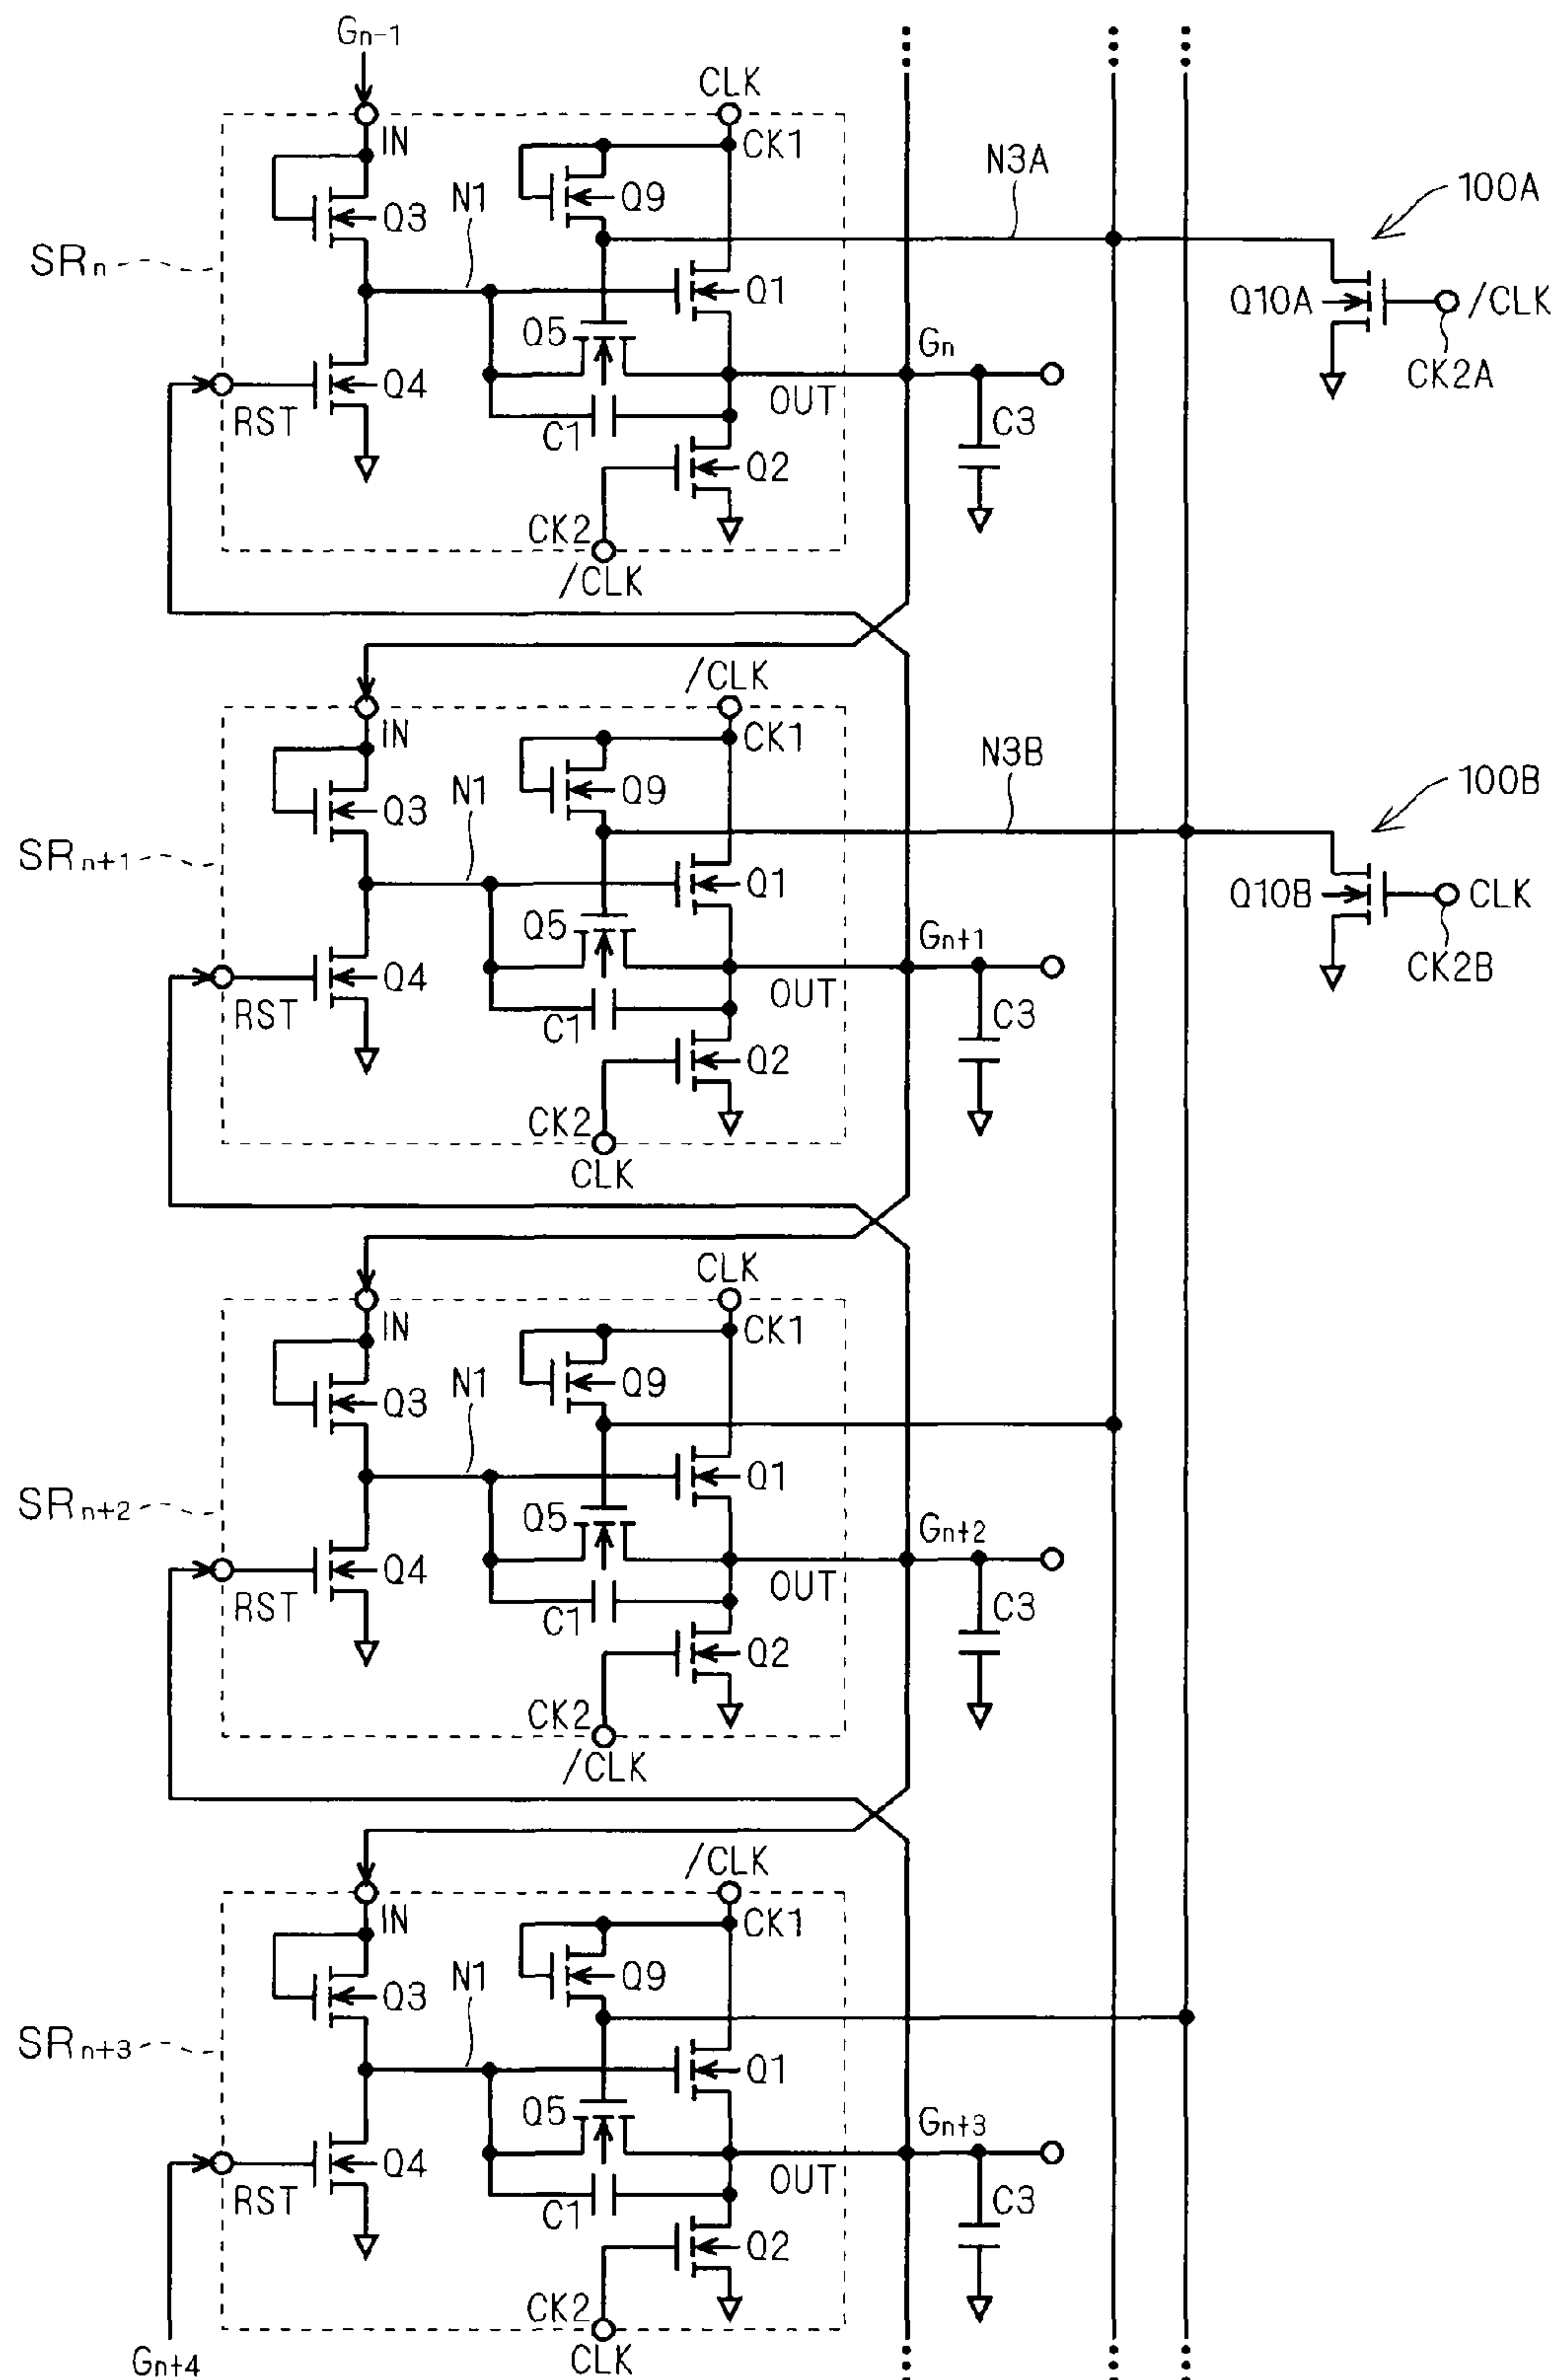 Gn-1
CLK
IN
CK1
N3A
100A
N1
Q9
Q3
SRn
Q1
Q10A
/CLK
Q5
Gn
CK2A
Q4
RST
OUT
C1
C3
Q2
CK2
/CLK
/CLK
IN
CK1
N3B
100B
N1
Q9
Q3
SRn+1
Q1
Q10B
CLK
Q5
Gn+1
CK2B
Q4
RST
OUT
C1
C3
Q2
CK2
CLK
CLK
IN
CK1
N1
Q9
Q3
Q1
SRn+2
Q5
Gn+2
Q4
RST
OUT
C1
C3
Q2
CK2
/CLK
/CLK
IN
CK1
N1
Q9
Q3
SRn+3
Q1
Q5
Gn+3
Q4
RST
OUT
C1
C3
Q2
CK2
Gn+4
CLK